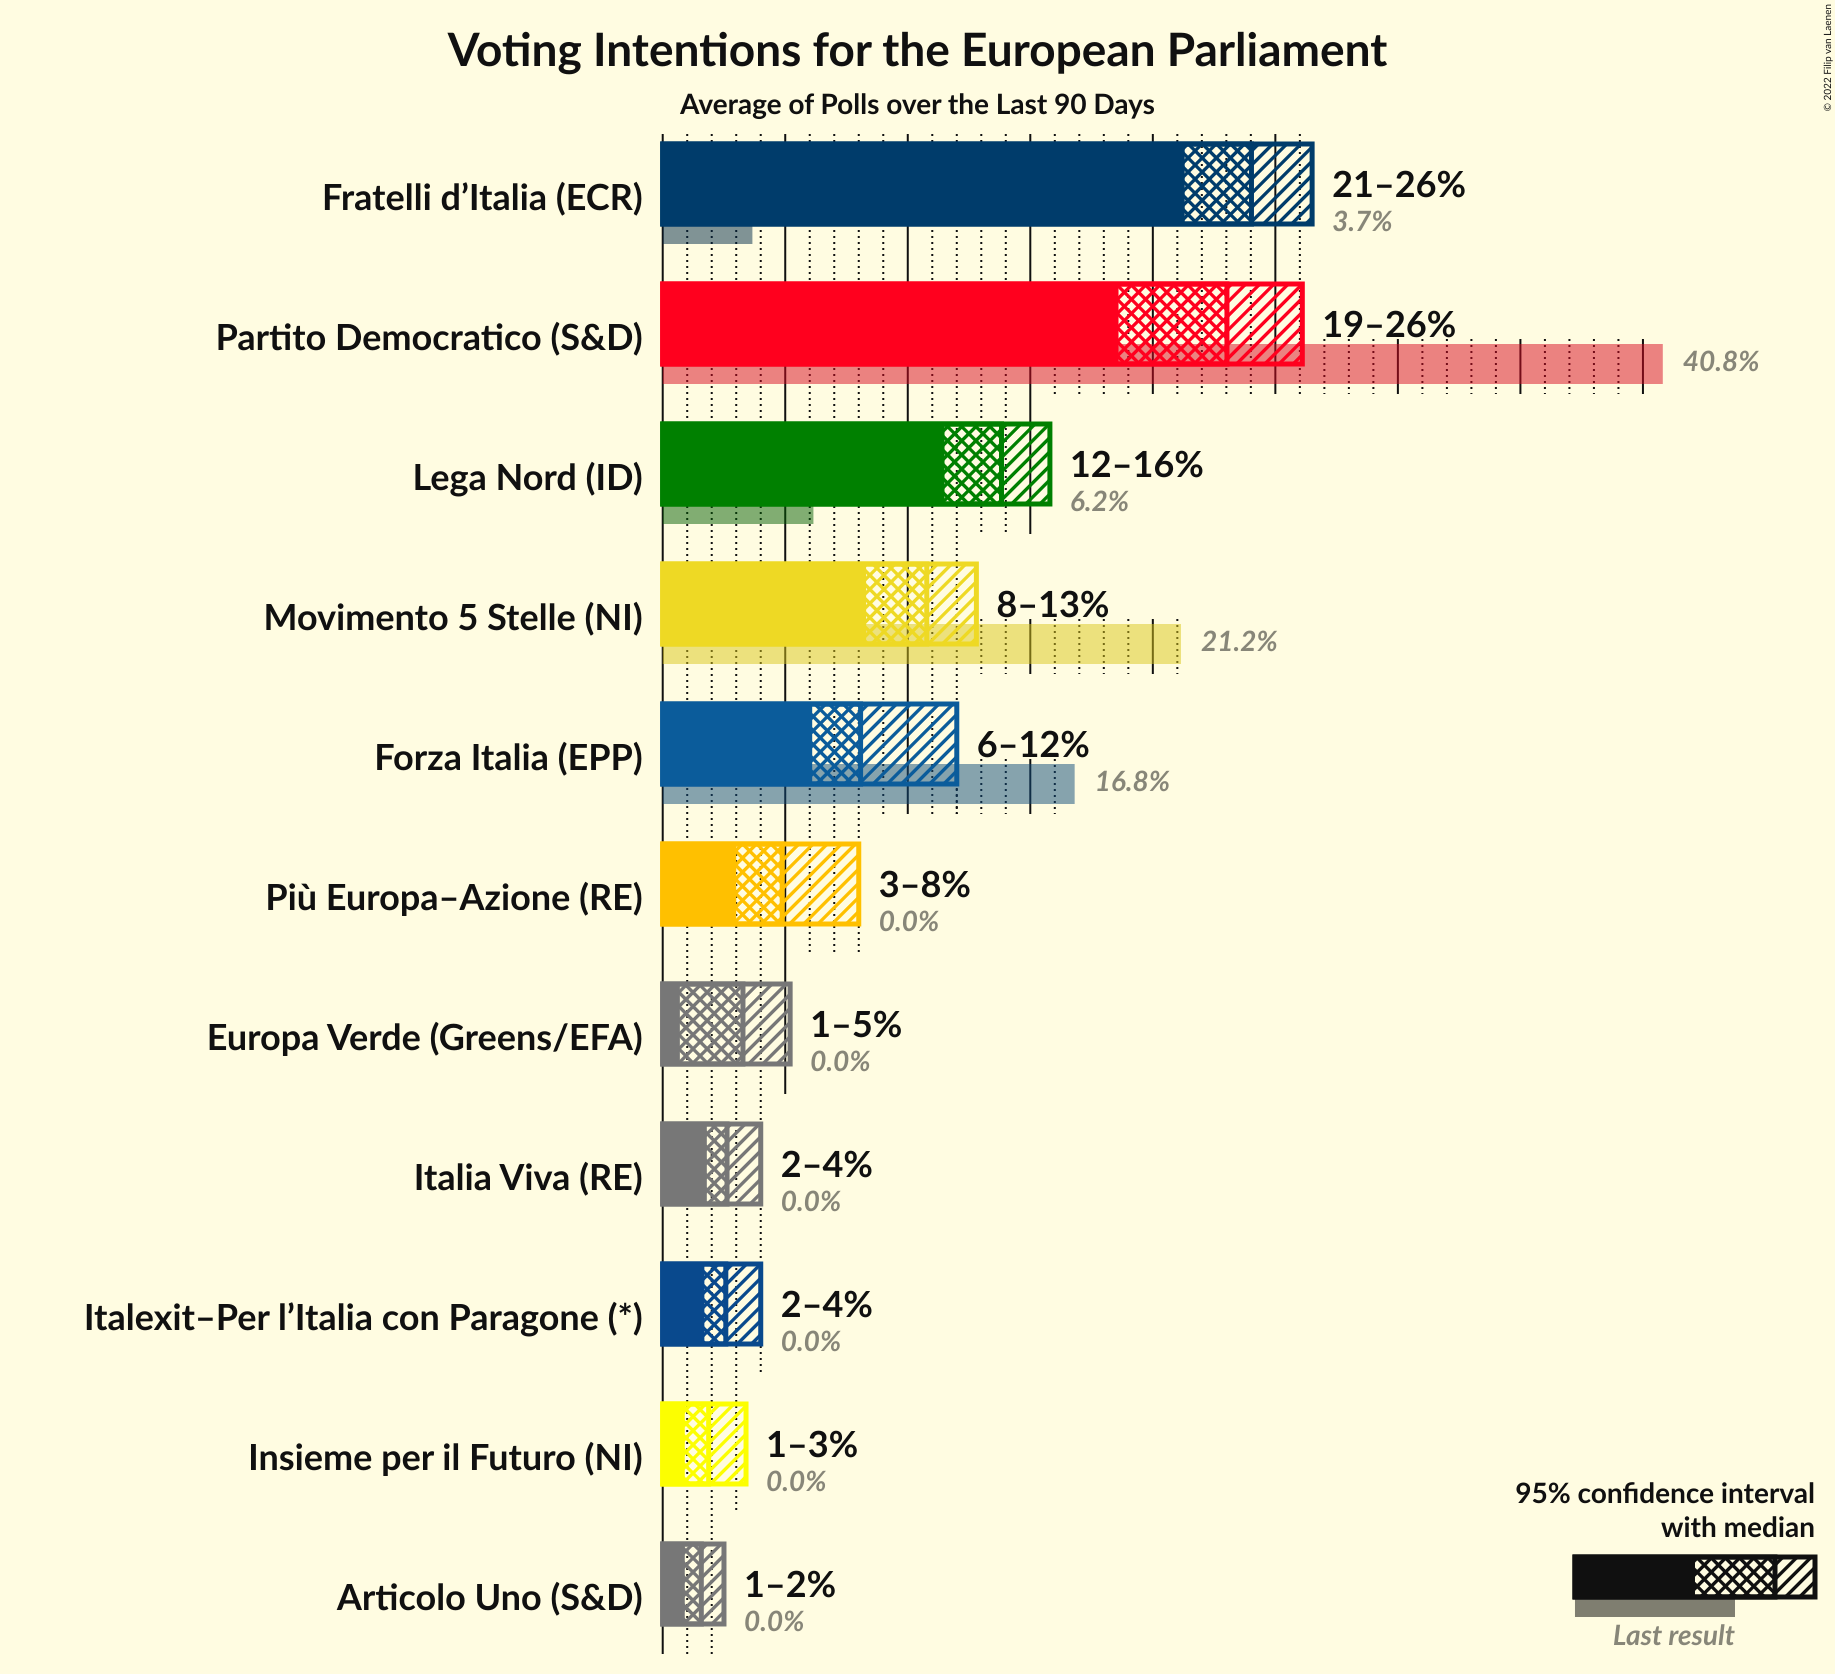 Voting Intentions for the European Parliament
Average of Polls over the Last 90 Days
© 2022 Filip van Laenen
Fratelli d’Italia (ECR)
21–26%
3.7%
Partito Democratico (S&D)
19–26%
40.8%
Lega Nord (ID)
12–16%
6.2%
Movimento 5 Stelle (NI)
8–13%
21.2%
Forza Italia (EPP)
6–12%
16.8%
Più Europa–Azione (RE)
3–8%
0.0%
Europa Verde (Greens/EFA)
1–5%
0.0%
Italia Viva (RE)
2–4%
0.0%
Italexit–Per l’Italia con Paragone (*)
2–4%
0.0%
Insieme per il Futuro (NI)
1–3%
0.0%
Articolo Uno (S&D)
1–2%
0.0%
95% confidence interval
with median
Last result